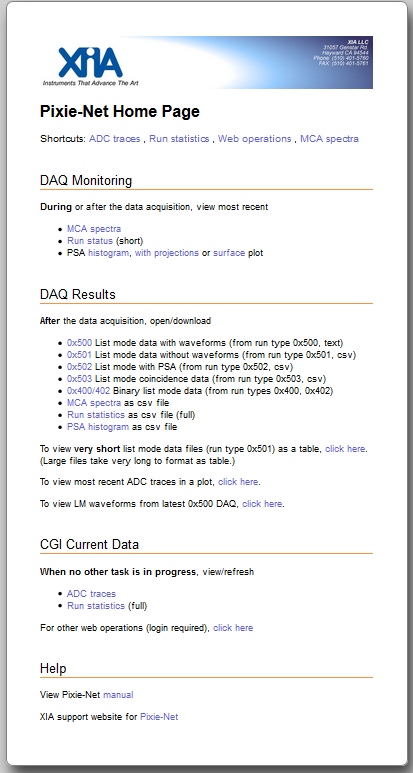 XIA
Instruments That Advance The Art
XIA LLC
31057 Genstar Rd.
Hayward CA 94544
Phone: (510) 401-5760
FAX: (510) 401-5761
Pixie-Net Home Page
Shortcuts: ADC traces , Run statistics , Web operations , MCA spectra
DAQ Monitoring
During or after the data acquisition, view most recent
• MCA spectra
• Run status (short)
• PSA histogram, with projections or surface plot
DAQ Results
After the data acquisition, open/download
• 0x500 List mode data with waveforms (from run type 0x500, text)
• 0x501 List mode data without waveforms (from run type 0x501, csv)
• 0x502 List mode with PSA (from run type 0x502, csv)
• 0x503 List mode coincidence data (from run type 0x503, csv)
• 0x400/402 Binary list mode data (from run types 0x400, 0x402)
• MCA spectra as csv file
• Run statistics as csv file (full)
• PSA histogram as csv file
To view very short list mode data files (run type 0x501) as a table, click here.
(Large files take very long to format as table.)
To view most recent ADC traces in a plot, click here.
To view LM waveforms from latest 0x500 DAQ, click here.
CGI Current Data
When no other task is in progress, view/refresh
• ADC traces
• Run statistics (full)
For other web operations (login required), click here
Help
View Pixie-Net manual
XIA support website for Pixie-Net